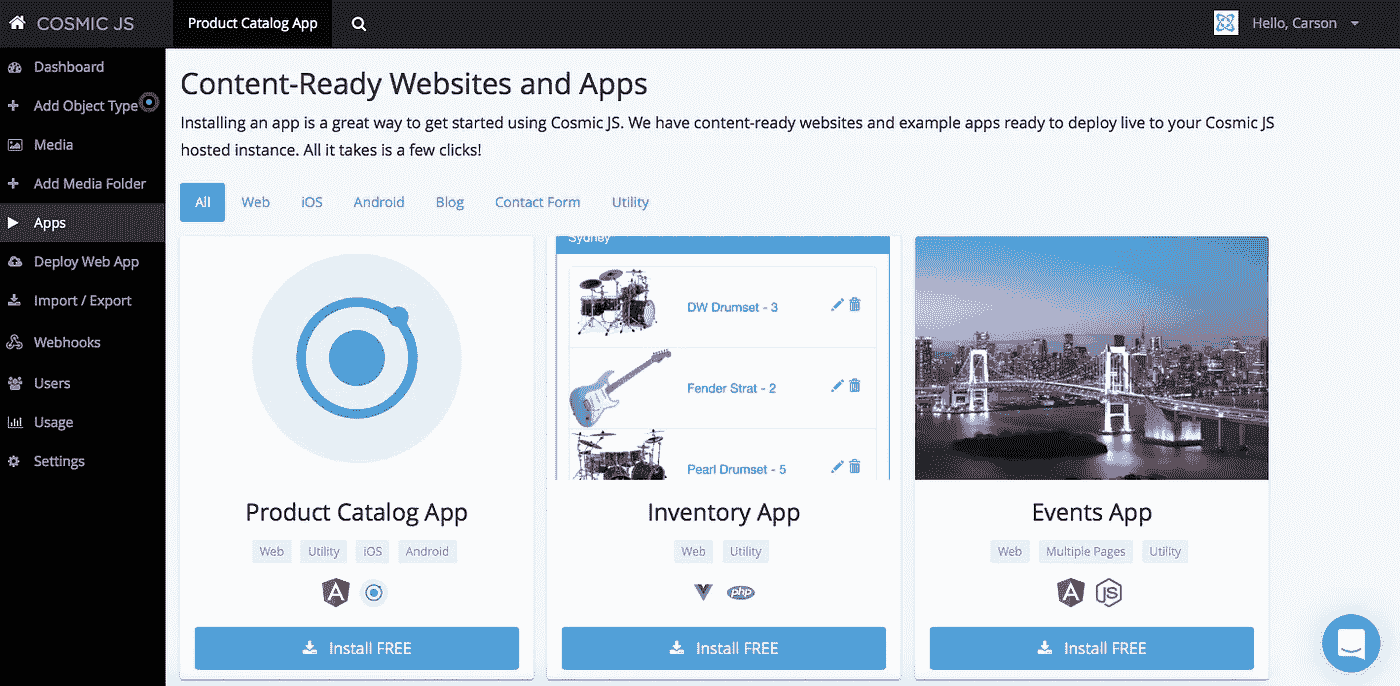 COSMIC JS
Product Catalog App
Hello, Carson
Dashboard
Add Object Type
Media
Add Media Folder
Apps
Deploy Web App
Import / Export
Webhooks
Users
Usage
Settings
Content-Ready Websites and Apps
Installing an app is a great way to get started using Cosmic JS. We have content-ready websites and example apps ready to deploy live to your Cosmic JS
hosted instance. All it takes is a few clicks!
All Web iOS Android Blog Contact Form Utility
Sydney
DW Drumset - 3
Fender Strat - 2
Pearl Drumset - 5
Product Catalog App
Web Utility iOS Android
A
Install FREE
Inventory App
Web Utility
php
Install FREE
Events App
Web Multiple Pages Utility
A JS
Install FREE